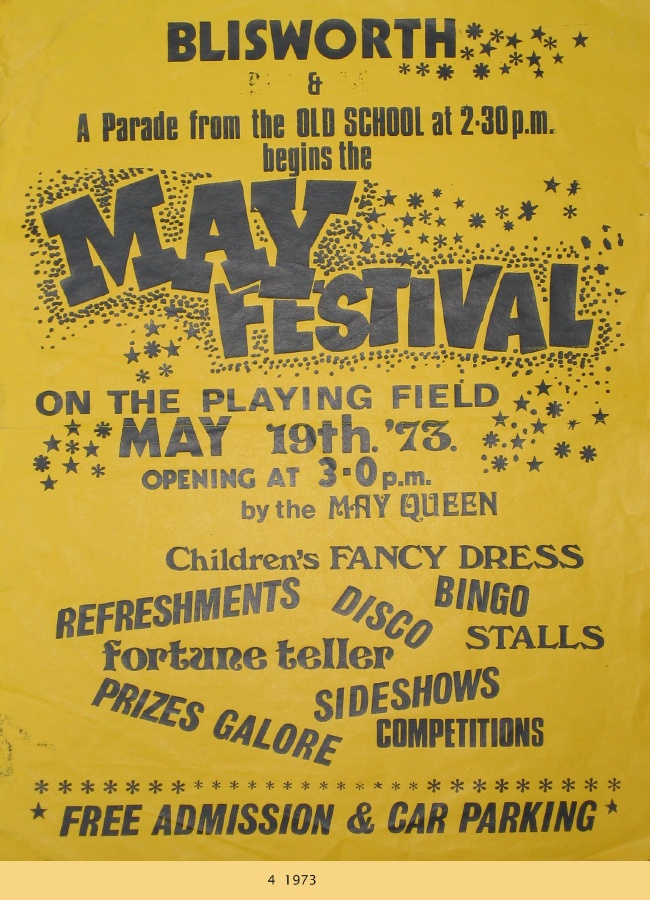 BLISWORTH
&
A Parade from the OLD SCHOOL at 2·30 p.m.
begins the
MAY
FESTIVAL
ON THE PLAYING FIELD
MAY 19th. '73.
OPENING AT 3·0 p.m.
by the MAY QUEEN
Children's FANCY DRESS
REFRESHMENTS DISCO BINGO
fortune teller STALLS
PRIZES GALORE SIDESHOWS
COMPETITIONS
FREE ADMISSION & CAR PARKING
4 1973